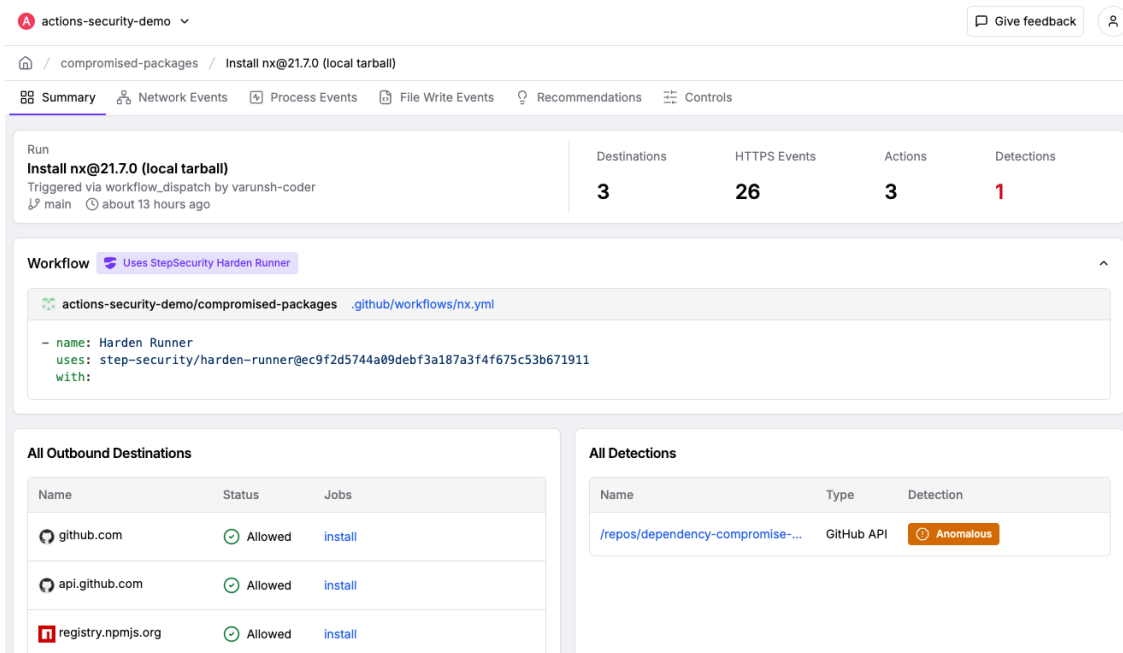 A actions-security-demo
Give feedback
/ compromised-packages / Install nx@21.7.0 (local tarball)
Summary Network Events Process Events File Write Events Recommendations Controls
Run
Install nx@21.7.0 (local tarball)
Triggered via workflow_dispatch by varunsh-coder
main about 13 hours ago
Destinations HTTPS Events Actions Detections
3 26 3 1
Workflow Uses StepSecurity Harden Runner
actions-security-demo/compromised-packages .github/workflows/nx.yml
- name: Harden Runner
uses: step-security/harden-runner@ec9f2d5744a09debf3a187a3f4f675c53b671911
with:
All Outbound Destinations
Name Status Jobs
github.com Allowed install
api.github.com Allowed install
n registry.npmjs.org Allowed install
All Detections
Name Type Detection
/repos/dependency-compromise-... GitHub API Anomalous